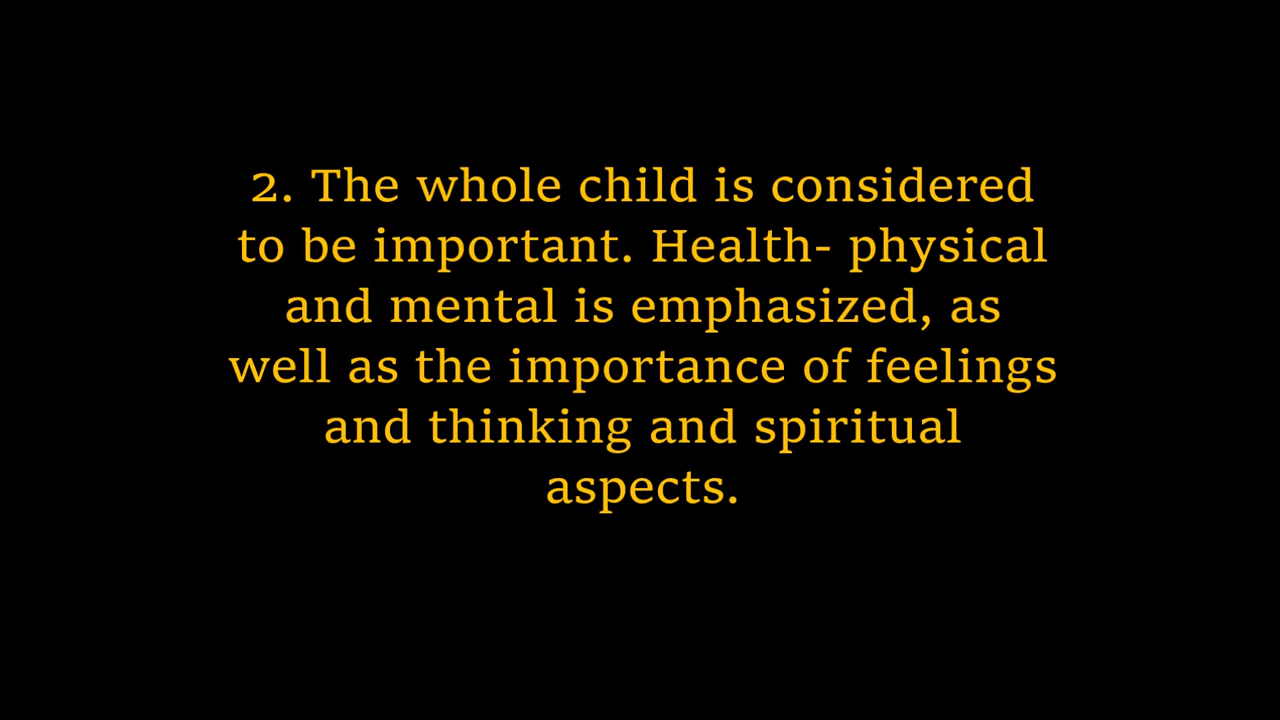 2. The whole child is considered
to be important. Health- physical
and mental is emphasized, as
well as the importance of feelings
and thinking and spiritual
aspects.